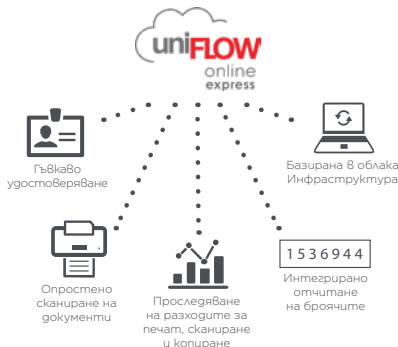 uniFLOW
online
express
Гъвкаво
удостоверяване
Базирана в облака
Инфраструктура
Опростено
сканиране на
документи
Проследяване
на разходите за
печат, сканиране
и копиране
1536944
Интегрирано
отчитане
на броячите